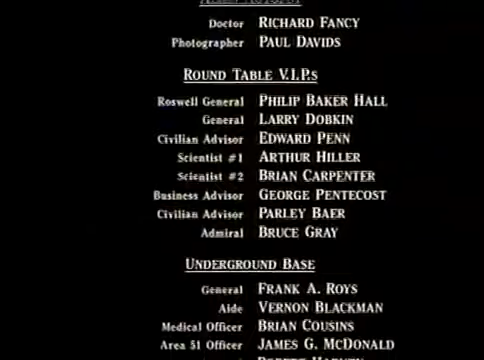 Doctor RICHARD FANCY
Photographer PAUL DAVIDS
ROUND TABLE V.I.P.S
Roswell General PHILIP BAKER HALL
General LARRY DOBKIN
Civilian Advisor EDWARD PENN
Scientist #1 ARTHUR HILLER
Scientist #2 BRIAN CARPENTER
Business Advisor GEORGE PENTECOST
Civilian Advisor PARLEY BAER
Admiral BRUCE GRAY
UNDERGROUND BASE
General FRANK A. ROYS
Aide VERNON BLACKMAN
Medical Officer BRIAN COUSINS
Area 51 Officer JAMES G. MCDONALD